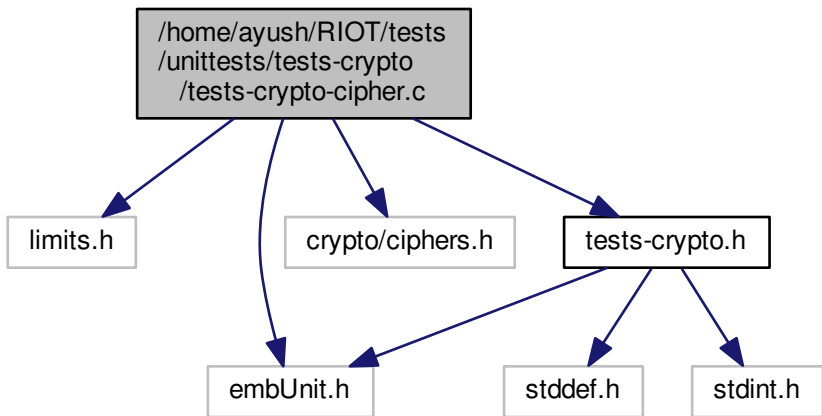 /home/ayush/RIOT/tests
/unittests/tests-crypto
/tests-crypto-cipher.c
limits.h
crypto/ciphers.h
tests-crypto.h
embUnit.h
stddef.h
stdint.h